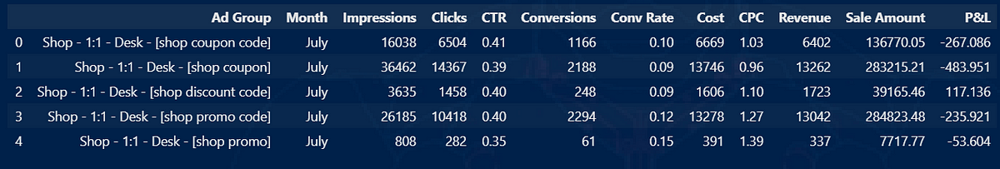 Ad Group Month Impressions Clicks CTR Conversions Conv Rate Cost CPC Revenue Sale Amount P&L
0 Shop - 1:1 - Desk - [shop coupon code] July 16038 6504 0.41 1166 0.10 6669 1.03 6402 136770.05 -267.086
1 Shop - 1:1 - Desk - [shop coupon] July 36462 14367 0.39 2188 0.09 13746 0.96 13262 283215.21 -483.951
2 Shop - 1:1 - Desk - [shop discount code] July 3635 1458 0.40 248 0.09 1606 1.10 1723 39165.46 117.136
3 Shop - 1:1 - Desk - [shop promo code] July 26185 10418 0.40 2294 0.12 13278 1.27 13042 284823.48 -235.921
4 Shop - 1:1 - Desk - [shop promo] July 808 282 0.35 61 0.15 391 1.39 337 7717.77 -53.604